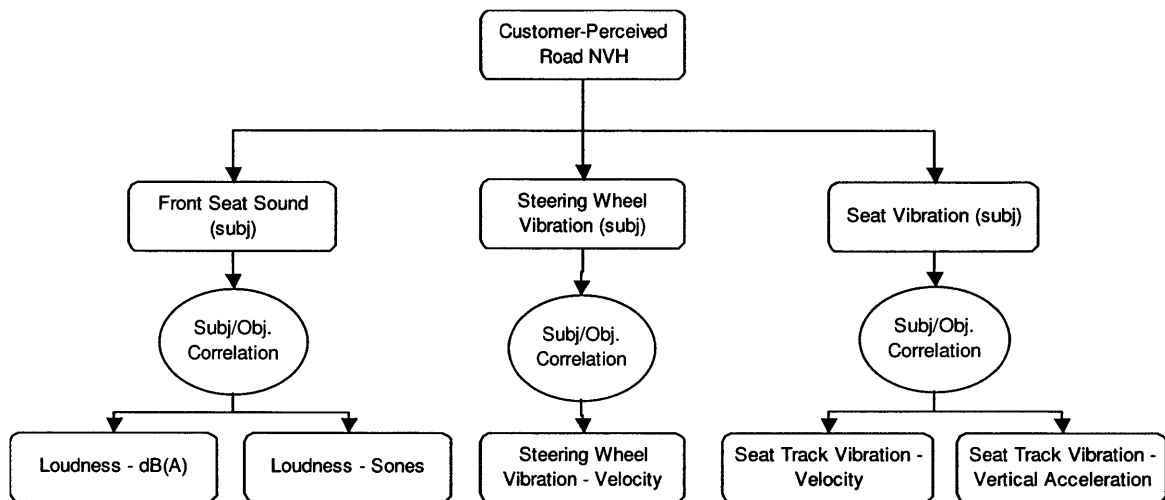 Customer-Perceived
Road NVH
Front Seat Sound
(subj)
Steering Wheel
Vibration (subj)
Seat Vibration (subj)
Subj/Obj.
Correlation
Subj/Obj.
Correlation
Subj/Obj.
Correlation
Loudness - dB(A)
Loudness - Sones
Steering Wheel
Vibration - Velocity
Seat Track Vibration -
Velocity
Seat Track Vibration -
Vertical Acceleration